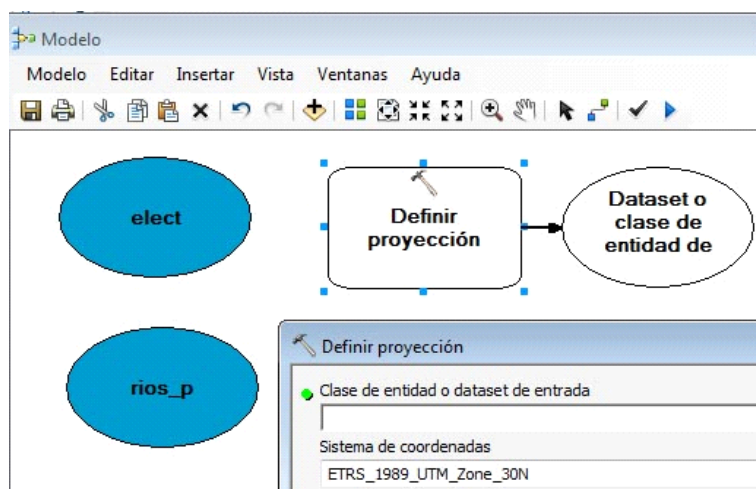 Modelo
Modelo Editar Insertar Vista Ventanas Ayuda
elect
Definir
proyección
Dataset o
clase de
entidad de
rios_p
Definir proyección
Clase de entidad o dataset de entrada
Sistema de coordenadas
ETRS_1989_UTM_Zone_30N